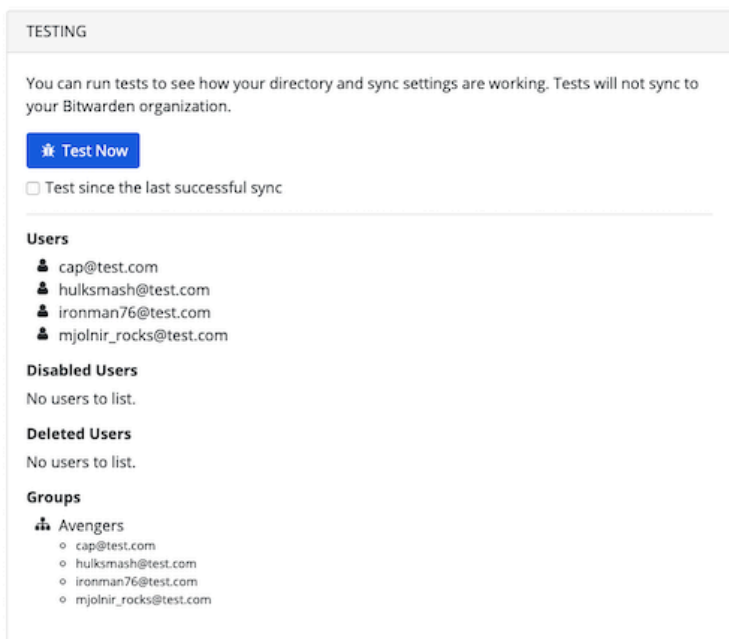 TESTING
You can run tests to see how your directory and sync settings are working. Tests will not sync to
your Bitwarden organization.
Test Now
Test since the last successful sync
Users
cap@test.com
hulksmash@test.com
ironman76@test.com
mjolnir_rocks@test.com
Disabled Users
No users to list.
Deleted Users
No users to list.
Groups
Avengers
cap@test.com
hulksmash@test.com
ironman76@test.com
mjolnir_rocks@test.com